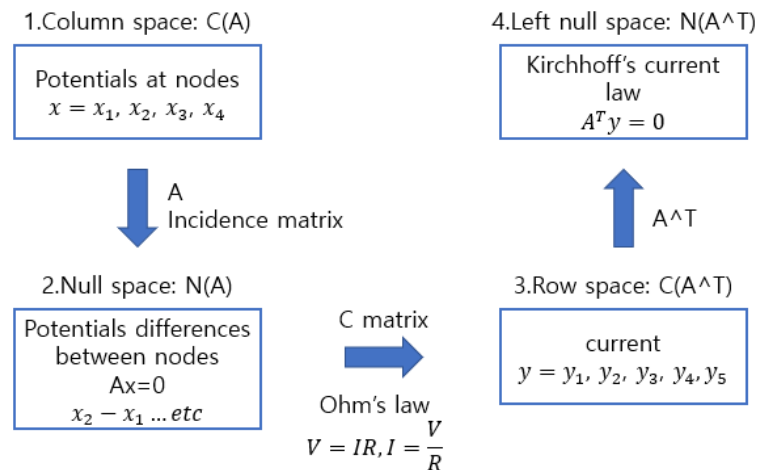 1.Column space: C(A)
Potentials at nodes
x = x₁, x₂, x₃, x₄
A
Incidence matrix
2.Null space: N(A)
Potentials differences
between nodes
Ax=0
x₂ − x₁ … etc
C matrix
Ohm's law
V = IR, I = V/R
3.Row space: C(A^T)
current
y = y₁, y₂, y₃, y₄, y₅
A^T
4.Left null space: N(A^T)
Kirchhoff's current
law
Aᵀy = 0